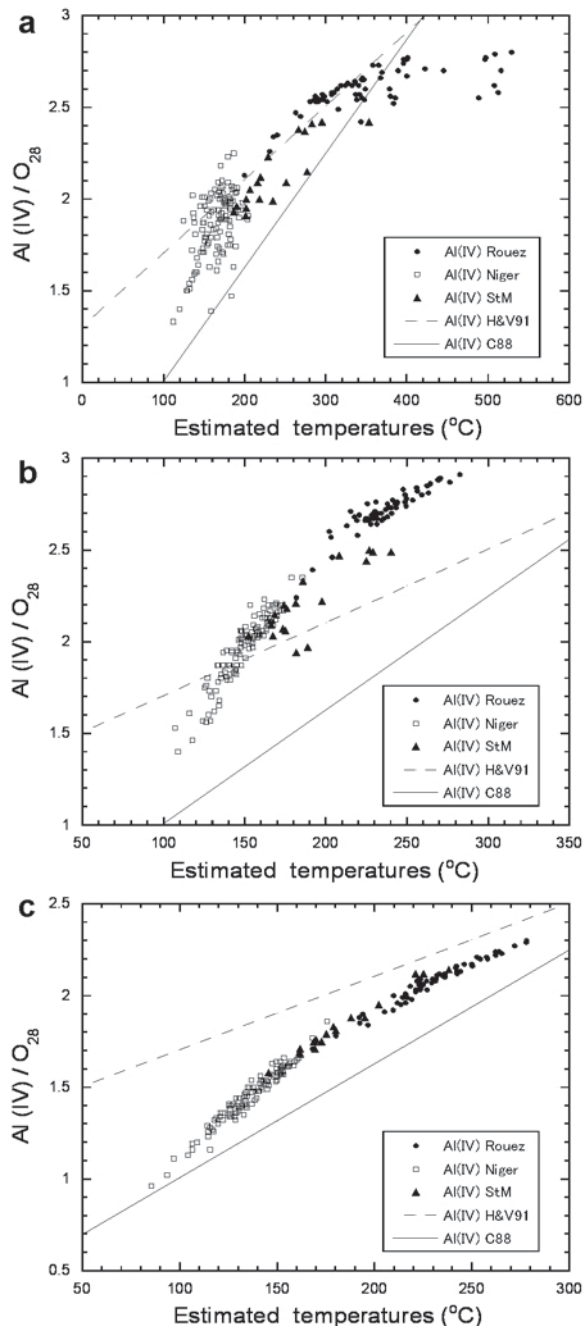 a
3
2.5
2
1.5
1
Al (IV) / O28
Al(IV) Rouez
Al(IV) Niger
Al(IV) StM
Al(IV) H&V91
Al(IV) C88
0 100 200 300 400 500 600
Estimated temperatures (°C)
b
3
2.5
2
1.5
1
Al (IV) / O28
Al(IV) Rouez
Al(IV) Niger
Al(IV) StM
Al(IV) H&V91
Al(IV) C88
50 100 150 200 250 300 350
Estimated temperatures (°C)
c
2.5
2
1.5
1
0.5
Al (IV) / O28
Al(IV) Rouez
Al(IV) Niger
Al(IV) StM
Al(IV) H&V91
Al(IV) C88
50 100 150 200 250 300
Estimated temperatures (°C)